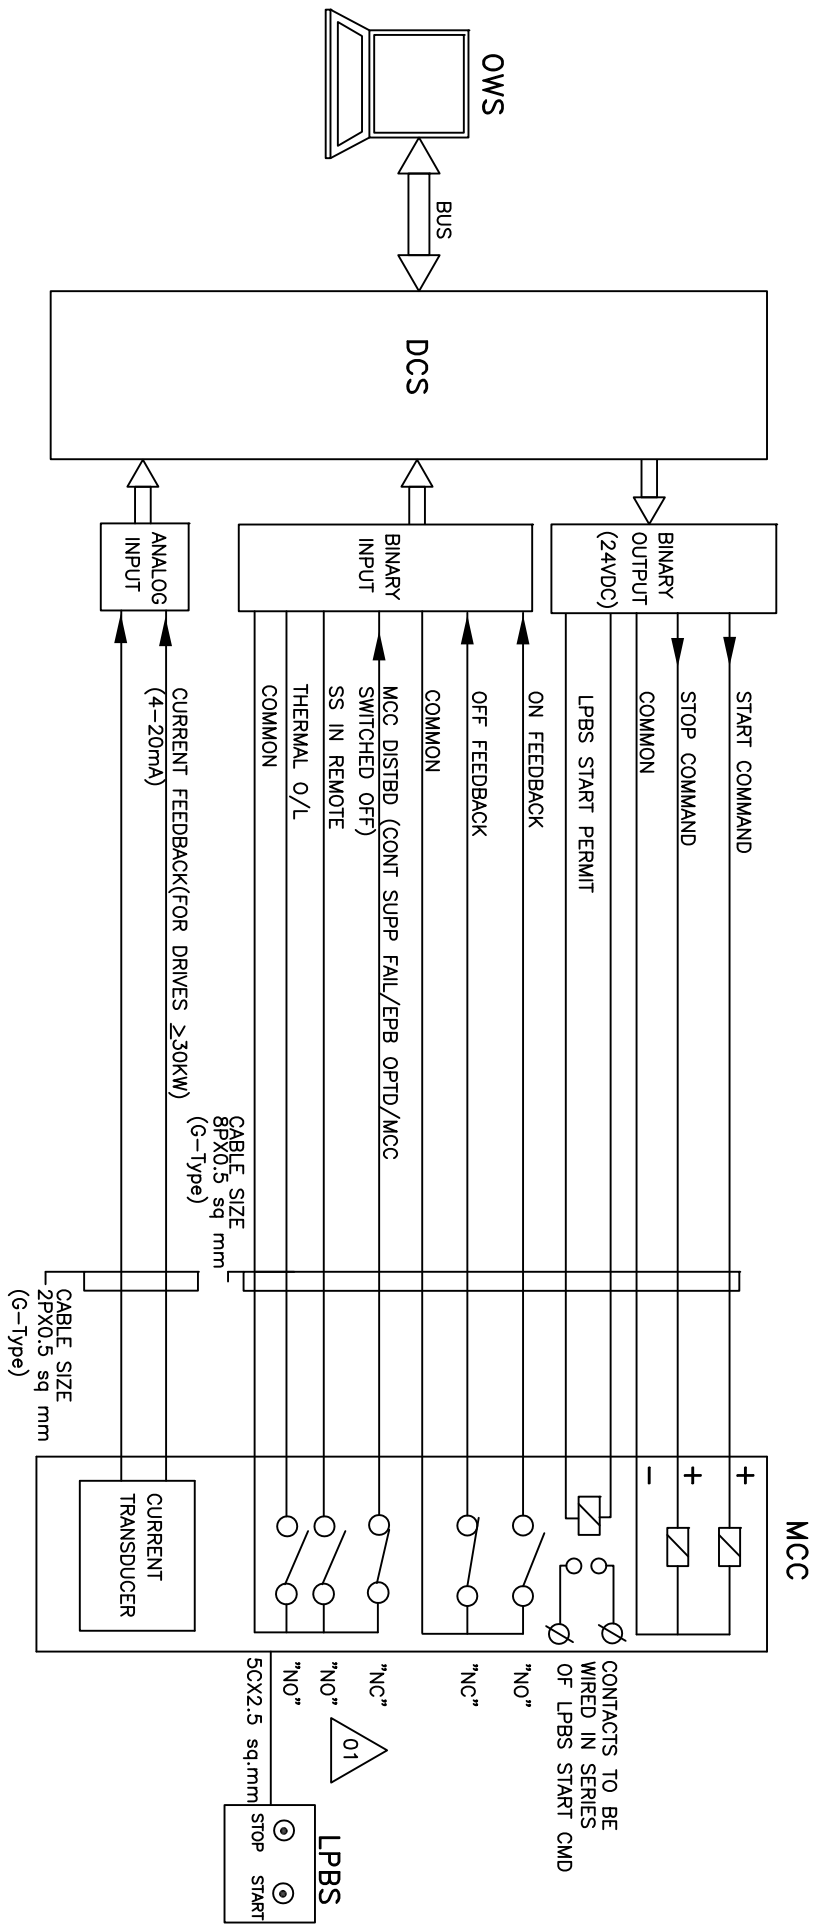 OWS
BUS
DCS
BINARY
OUTPUT
(24VDC)
BINARY
INPUT
ANALOG
INPUT
START COMMAND
STOP COMMAND
COMMON
LPBS START PERMIT
ON FEEDBACK
OFF FEEDBACK
COMMON
MCC DISTBD (CONT SUPP FAIL/EPB OPTD/MCC
SWITCHED OFF)
SS IN REMOTE
THERMAL O/L
COMMON
CURRENT FEEDBACK(FOR DRIVES ≥30KW)
(4-20mA)
CABLE SIZE
8PX0.5 sq mm
(G-Type)
CABLE SIZE
2PX0.5 sq mm
(G-Type)
MCC
+
+
-
CURRENT
TRANSDUCER
CONTACTS TO BE
WIRED IN SERIES
OF LPBS START CMD
"NO"
"NC"
"NC"
"NO"
"NO"
01
5CX2.5 sq.mm
LPBS
STOP
START